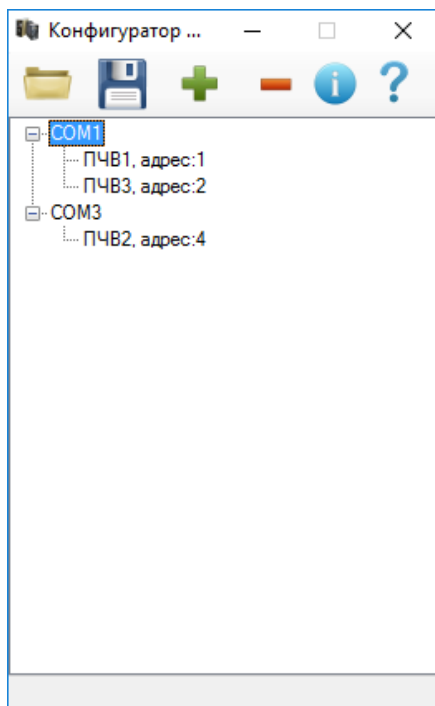 Конфигуратор ...
i ?
COM1
ПЧВ1, адрес:1
ПЧВ3, адрес:2
COM3
ПЧВ2, адрес:4